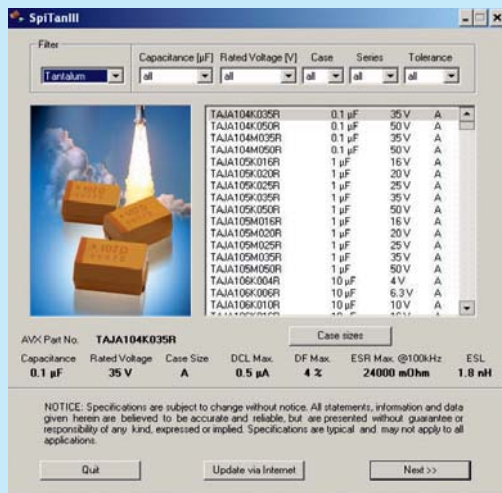 SpiTanIII
Filter
Capacitance [µF] Rated Voltage [V] Case Series Tolerance
Tantalum all all all all all
TAJA104K035R 0.1 µF 35 V A
TAJA104K050R 0.1 µF 50 V A
TAJA104M035R 0.1 µF 35 V A
TAJA104M050R 0.1 µF 50 V A
TAJA105K016R 1 µF 16 V A
TAJA105K020R 1 µF 20 V A
TAJA105K025R 1 µF 25 V A
TAJA105K035R 1 µF 35 V A
TAJA105K050R 1 µF 50 V A
TAJA105M016R 1 µF 16 V A
TAJA105M020R 1 µF 20 V A
TAJA105M025R 1 µF 25 V A
TAJA105M035R 1 µF 35 V A
TAJA105M050R 1 µF 50 V A
TAJA106K004R 10 µF 4 V A
TAJA106K006R 10 µF 6.3 V A
TAJA106K010R 10 µF 10 V A
AVX Part No. TAJA104K035R Case sizes
Capacitance Rated Voltage Case Size DCL Max. DF Max. ESR Max. @100kHz ESL
0.1 µF 35 V A 0.5 µA 4 % 24000 mOhm 1.8 nH
NOTICE: Specifications are subject to change without notice. All statements, information and data
given herein are believed to be accurate and reliable, but are presented without guarantee or
responsibility of any kind, expressed or implied. Specifications are typical and may not apply to all
applications.
Quit Update via Internet Next >>